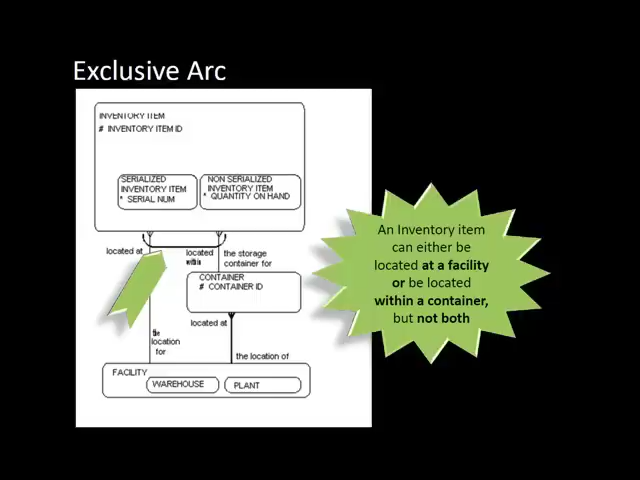 Exclusive Arc
INVENTORY ITEM
# INVENTORY ITEM ID
SERIALIZED
INVENTORY ITEM
* SERIAL NUM
NON SERIALIZED
INVENTORY ITEM
* QUANTITY ON HAND
located at
located
within
the storage
container for
CONTAINER
# CONTAINER ID
located at
the
location
for
the location of
FACILITY
WAREHOUSE
PLANT
An Inventory item
can either be
located at a facility
or be located
within a container,
but not both